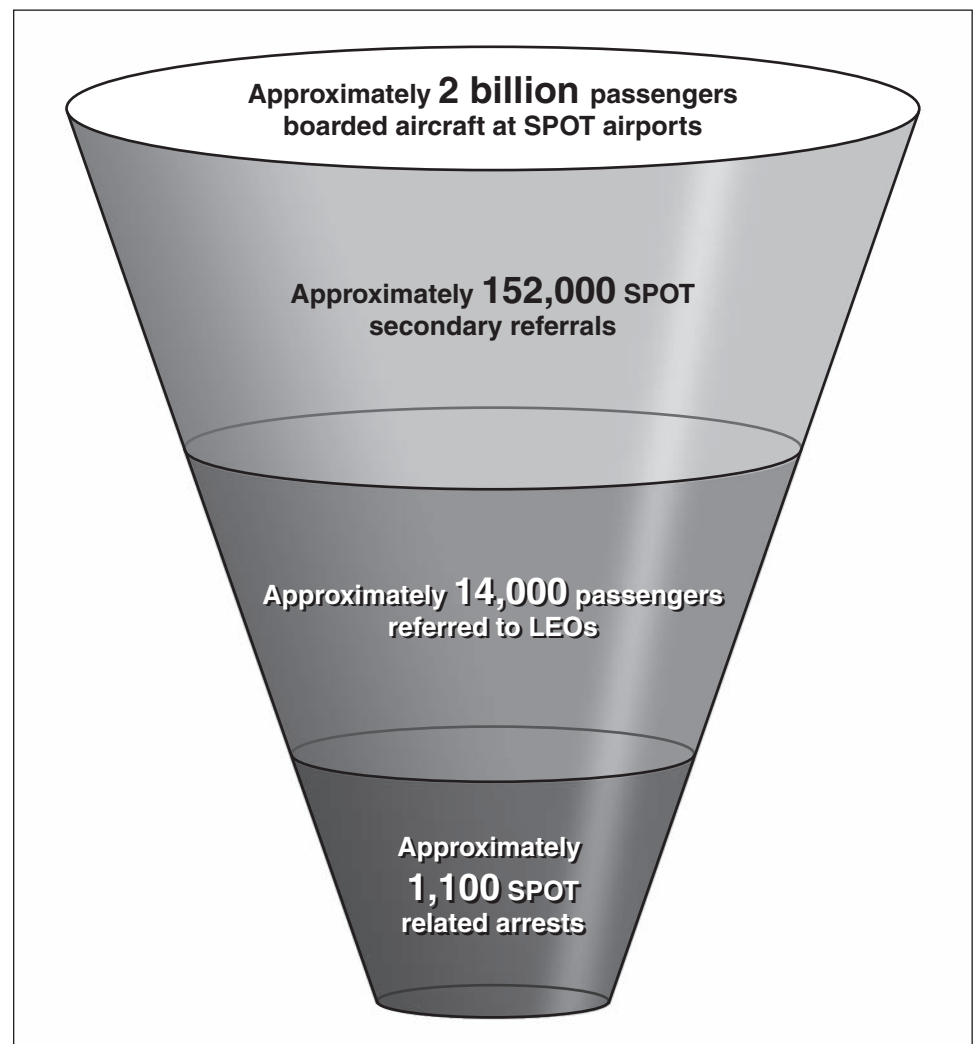 Approximately 2 billion passengers
boarded aircraft at SPOT airports
Approximately 152,000 SPOT
secondary referrals
Approximately 14,000 passengers
referred to LEOs
Approximately
1,100 SPOT
related arrests